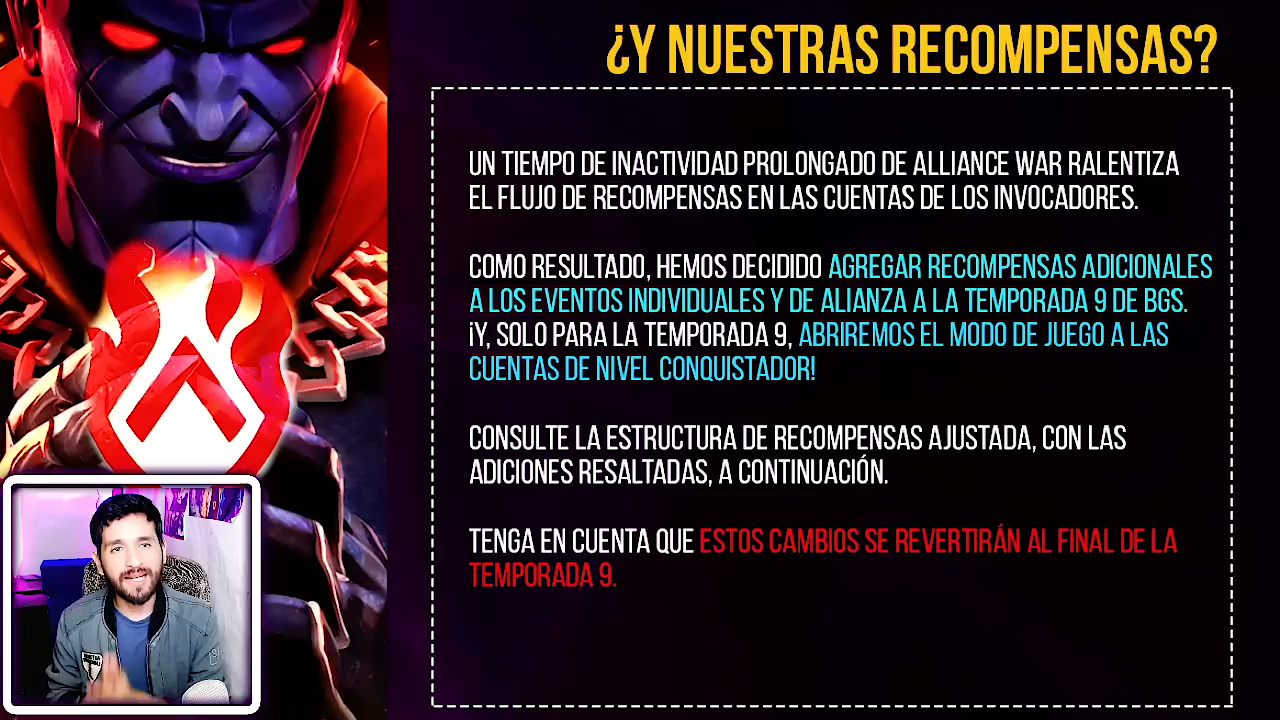 ¿Y NUESTRAS RECOMPENSAS?
UN TIEMPO DE INACTIVIDAD PROLONGADO DE ALLIANCE WAR RALENTIZA
EL FLUJO DE RECOMPENSAS EN LAS CUENTAS DE LOS INVOCADORES.
COMO RESULTADO, HEMOS DECIDIDO AGREGAR RECOMPENSAS ADICIONALES
A LOS EVENTOS INDIVIDUALES Y DE ALIANZA A LA TEMPORADA 9 DE BGS.
¡Y, SOLO PARA LA TEMPORADA 9, ABRIREMOS EL MODO DE JUEGO A LAS
CUENTAS DE NIVEL CONQUISTADOR!
CONSULTE LA ESTRUCTURA DE RECOMPENSAS AJUSTADA, CON LAS
ADICIONES RESALTADAS, A CONTINUACIÓN.
TENGA EN CUENTA QUE ESTOS CAMBIOS SE REVERTIRÁN AL FINAL DE LA
TEMPORADA 9.